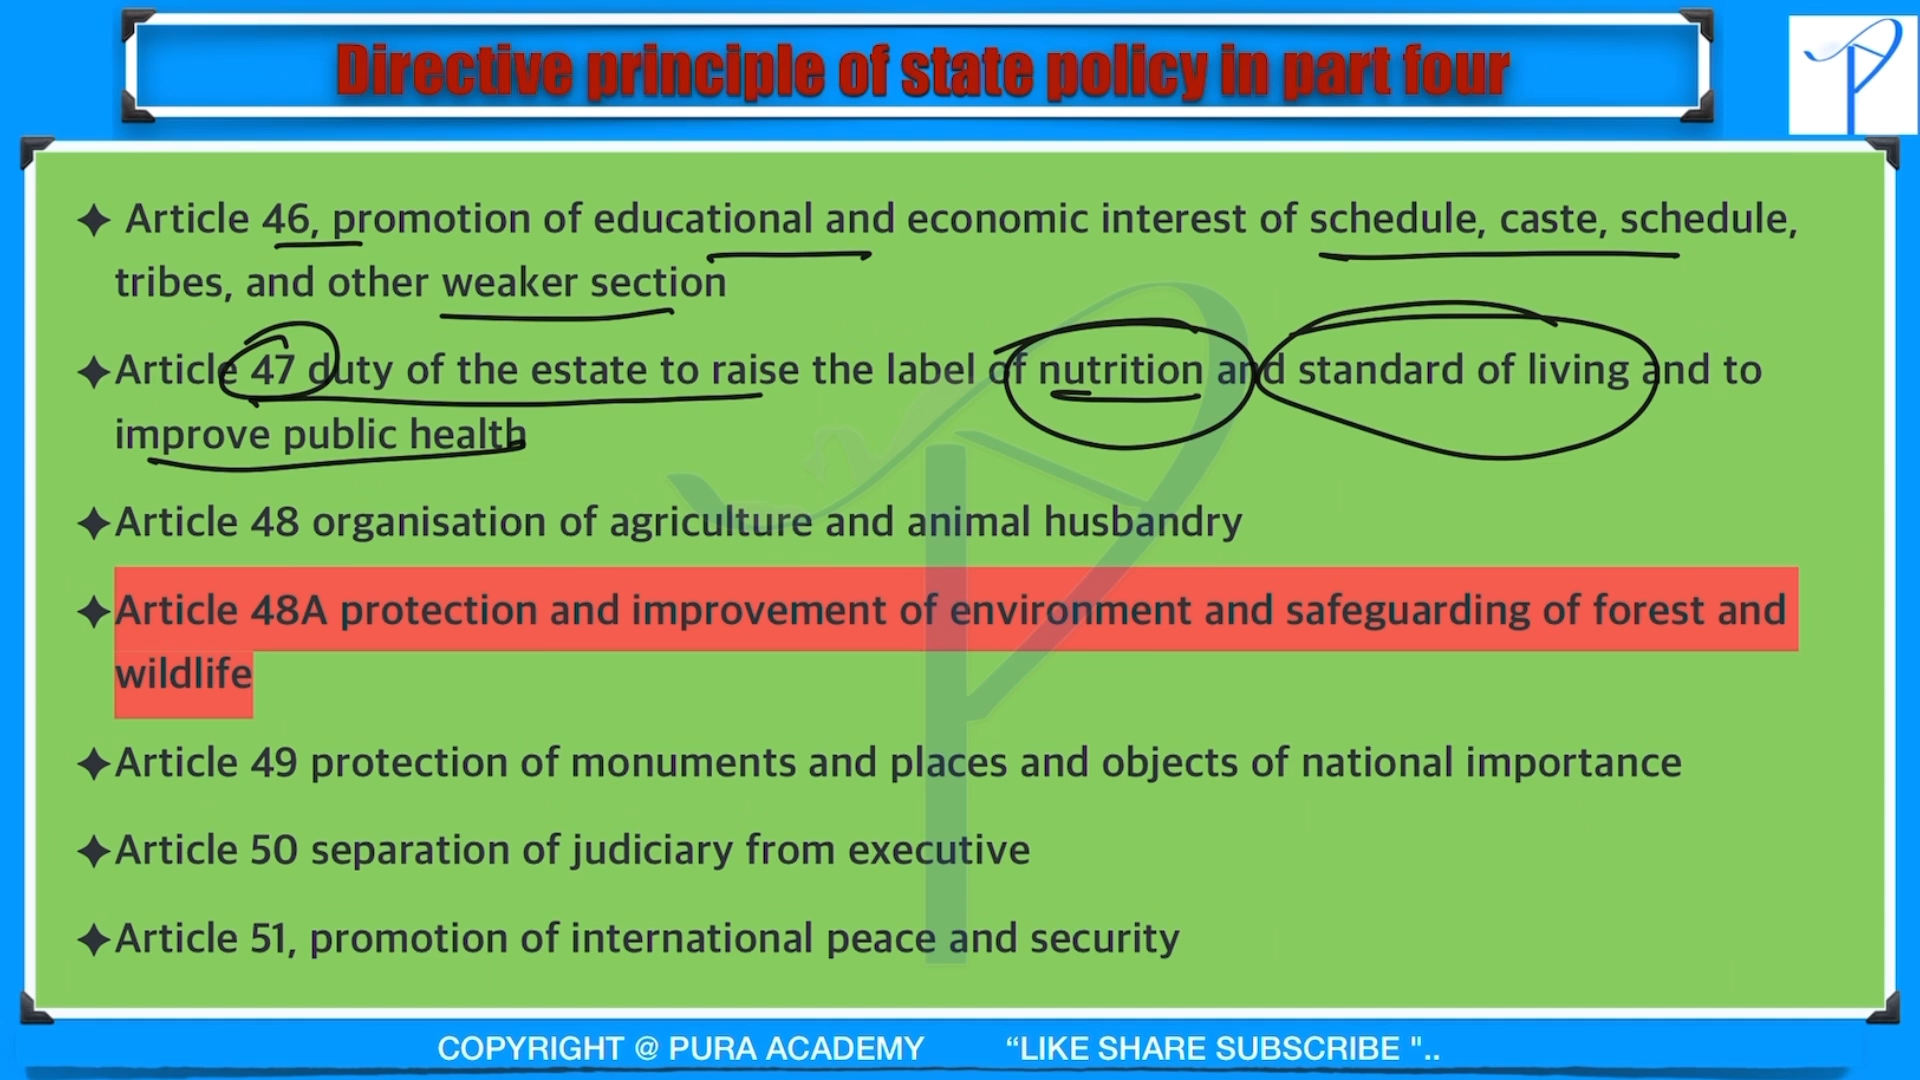 Directive principle of state policy in part four
Article 46, promotion of educational and economic interest of schedule, caste, schedule,
tribes, and other weaker section
Article 47 duty of the estate to raise the label of nutrition and standard of living and to
improve public health
Article 48 organisation of agriculture and animal husbandry
Article 48A protection and improvement of environment and safeguarding of forest and
wildlife
Article 49 protection of monuments and places and objects of national importance
Article 50 separation of judiciary from executive
Article 51, promotion of international peace and security
COPYRIGHT @ PURA ACADEMY “LIKE SHARE SUBSCRIBE "..